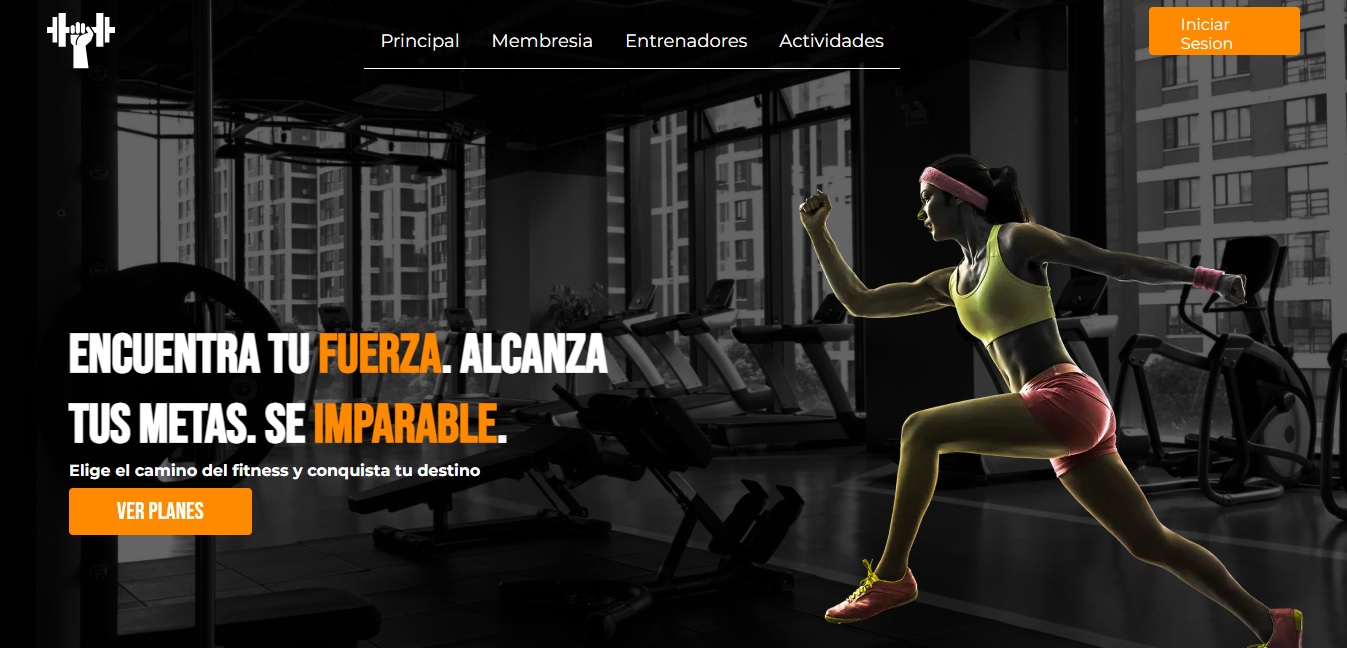 Principal Membresia Entrenadores Actividades
Iniciar
Sesion
ENCUENTRA TU FUERZA. ALCANZA
TUS METAS. SE IMPARABLE.
Elige el camino del fitness y conquista tu destino
VER PLANES